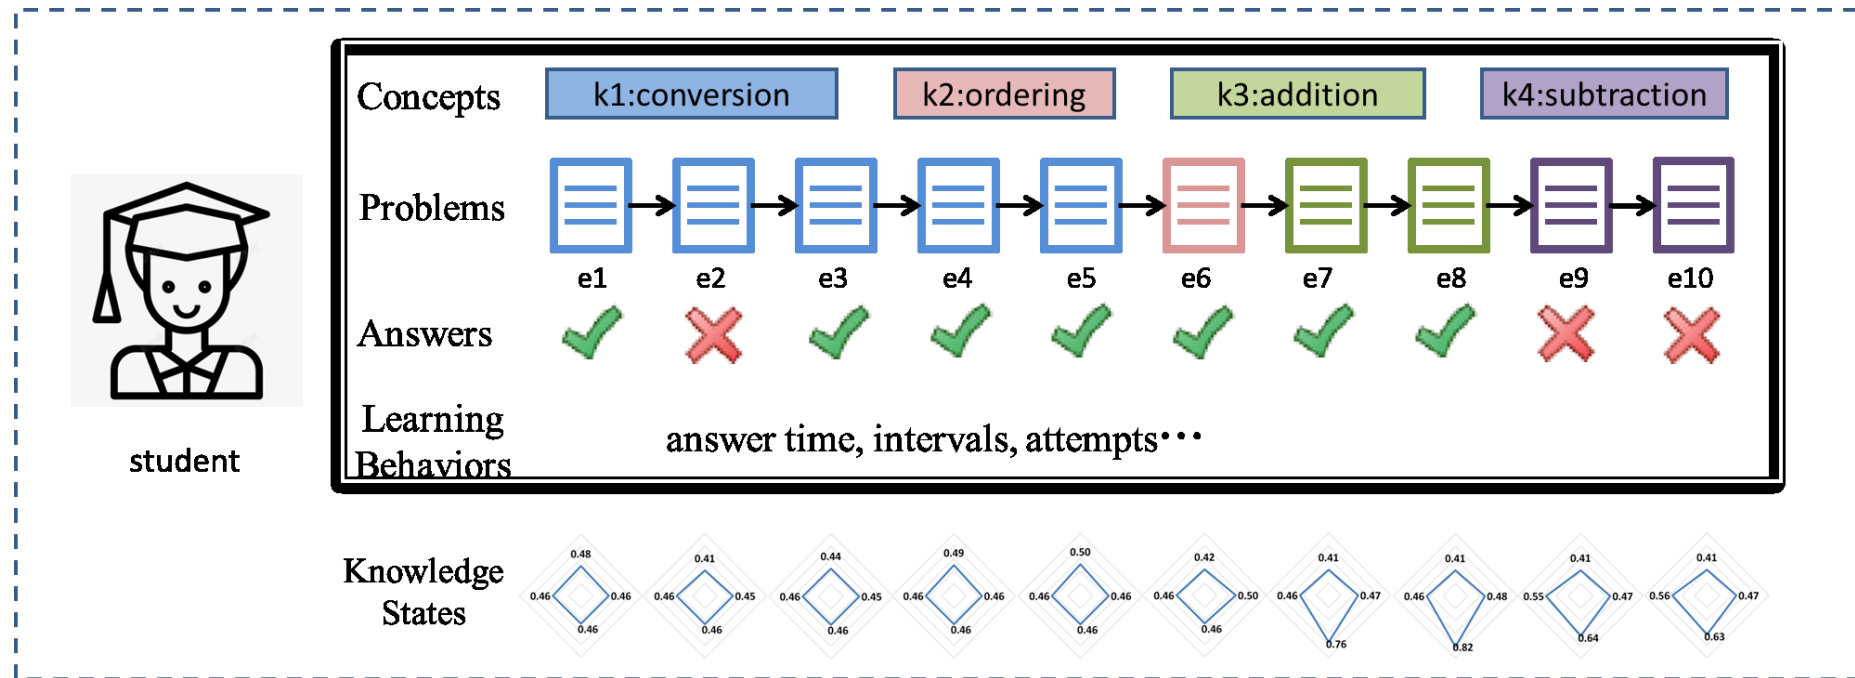 Concepts
k1:conversion
k2:ordering
k3:addition
k4:subtraction
Problems
e1 e2 e3 e4 e5 e6 e7 e8 e9 e10
Answers
Learning
Behaviors
answer time, intervals, attempts···
student
Knowledge
States
0.48 0.41 0.44 0.49 0.50 0.42 0.41 0.41 0.41 0.41
0.46 0.46 0.46 0.45 0.46 0.45 0.46 0.46 0.46 0.46 0.46 0.50 0.46 0.47 0.46 0.48 0.55 0.47 0.56 0.47
0.46 0.46 0.46 0.46 0.46 0.46 0.76 0.82 0.64 0.63